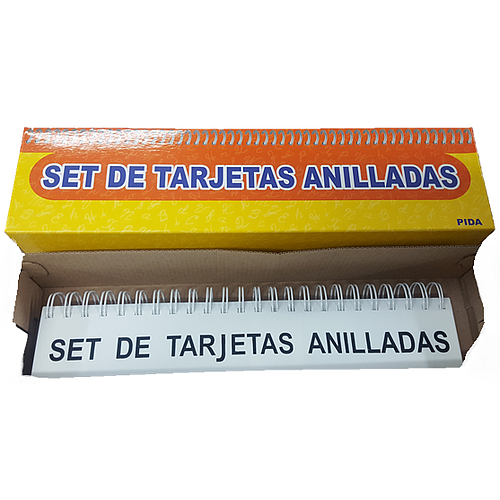 SET DE TARJETAS ANILLADAS
PIDA
SET DE TARJETAS ANILLADAS